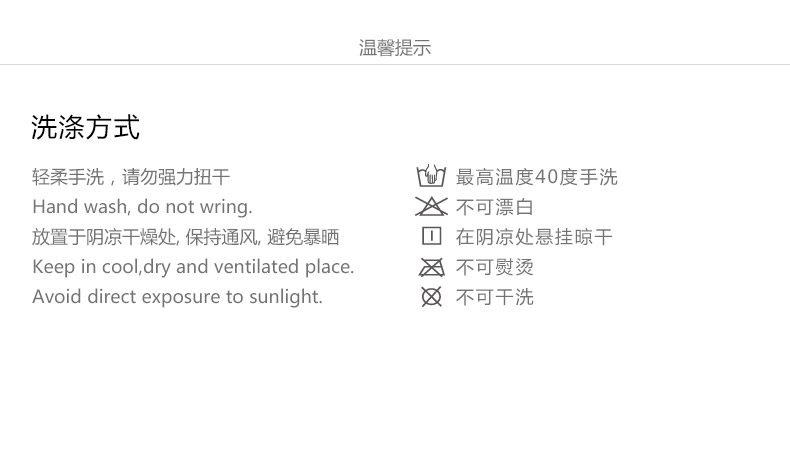 温馨提示
洗涤方式
轻柔手洗，请勿强力扭干
Hand wash, do not wring.
放置于阴凉干燥处, 保持通风, 避免暴晒
Keep in cool,dry and ventilated place.
Avoid direct exposure to sunlight.
最高温度40度手洗
不可漂白
在阴凉处悬挂晾干
不可熨烫
不可干洗